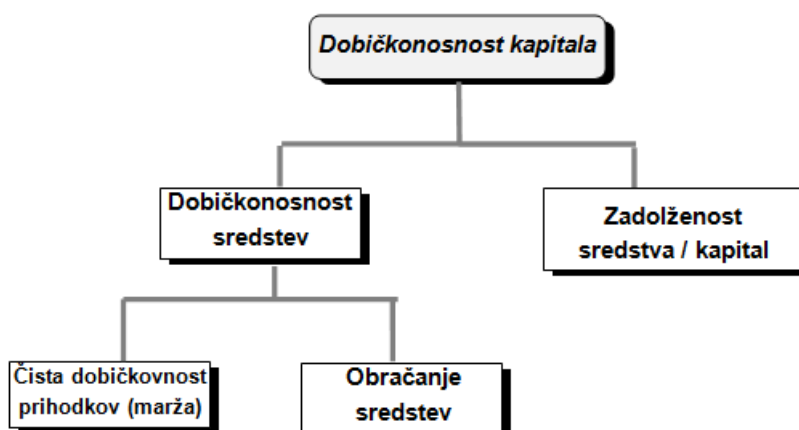 Dobičkonosnost kapitala
Dobičkonosnost
sredstev
Zadolženost
sredstva / kapital
Čista dobičkovnost
prihodkov (marža)
Obračanje
sredstev